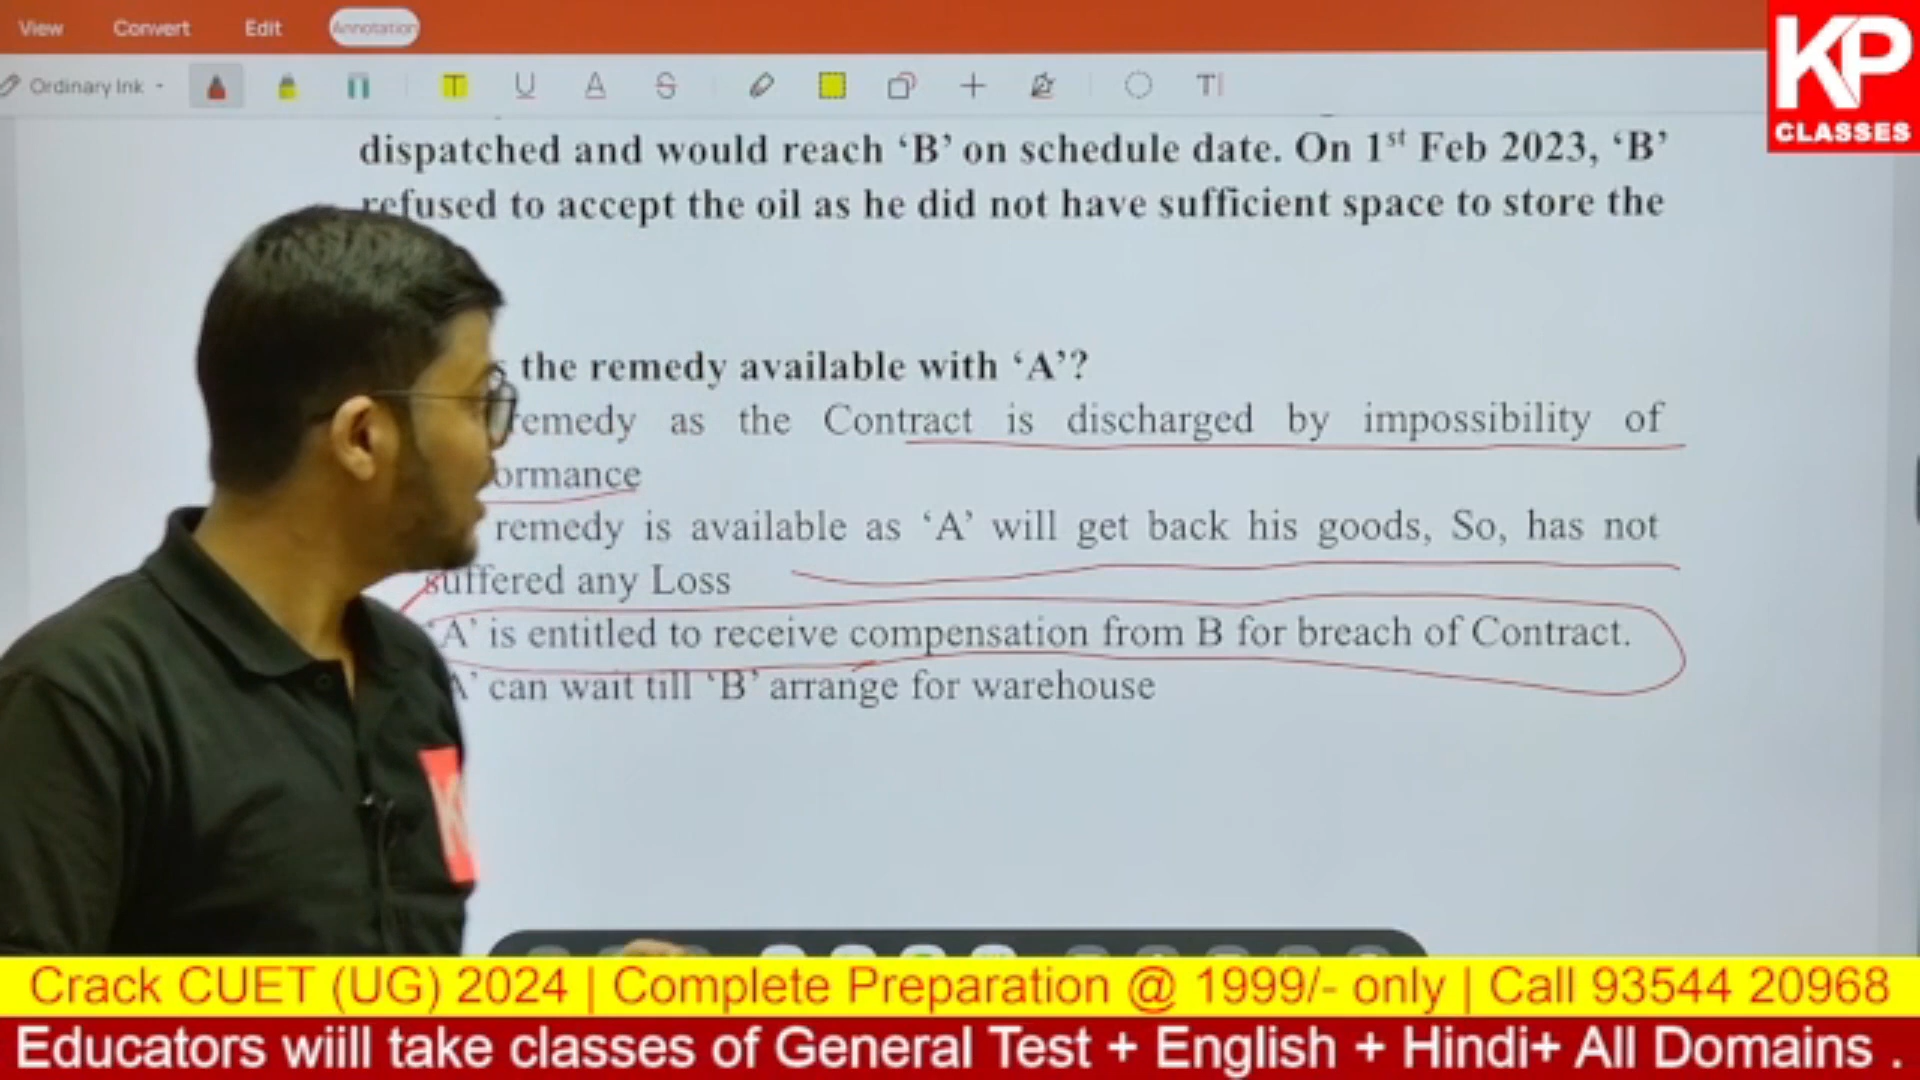 View Convert Edit Annotation
KP
CLASSES
Ordinary Ink
dispatched and would reach ‘B’ on schedule date. On 1st Feb 2023, ‘B’
refused to accept the oil as he did not have sufficient space to store the
the remedy available with ‘A’?
remedy as the Contract is discharged by impossibility of
ormance
remedy is available as ‘A’ will get back his goods, So, has not
suffered any Loss
‘A’ is entitled to receive compensation from B for breach of Contract.
A’ can wait till ‘B’ arrange for warehouse
Crack CUET (UG) 2024 | Complete Preparation @ 1999/- only | Call 93544 20968
Educators wiill take classes of General Test + English + Hindi+ All Domains .